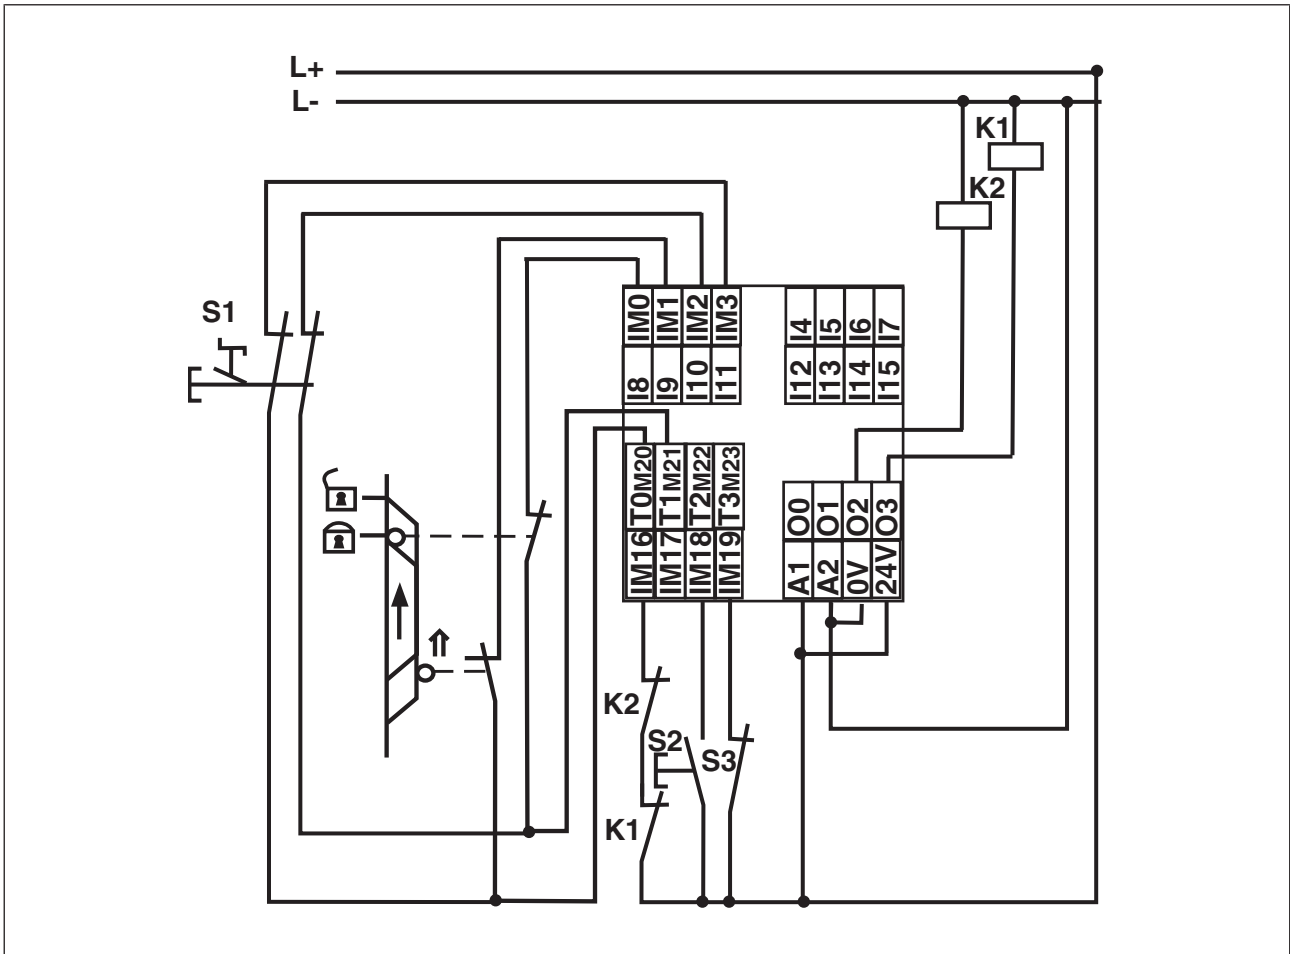 L+
L-
K1
K2
S1
IM0 IM1 IM2 IM3
I4 I5 I6 I7
I8 I9 I10 I11
I12 I13 I14 I15
T0M20 T1M21 T2M22 T3M23
O0 O1 O2 O3
IM16 IM17 IM18 IM19
A1 A2 0V 24V
K2
S2
S3
K1